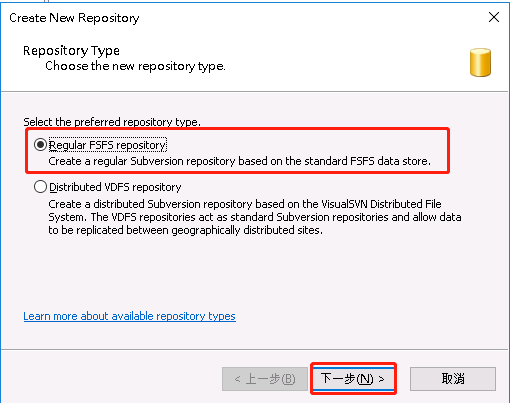 Create New Repository
Repository Type
Choose the new repository type.
Select the preferred repository type.
Regular FSFS repository
Create a regular Subversion repository based on the standard FSFS data store.
Distributed VDFS repository
Create a distributed Subversion repository based on the VisualSVN Distributed File
System. The VDFS repositories act as standard Subversion repositories and allow data
to be replicated between geographically distributed sites.
Learn more about available repository types
< 上一步(B)
下一步(N) >
取消